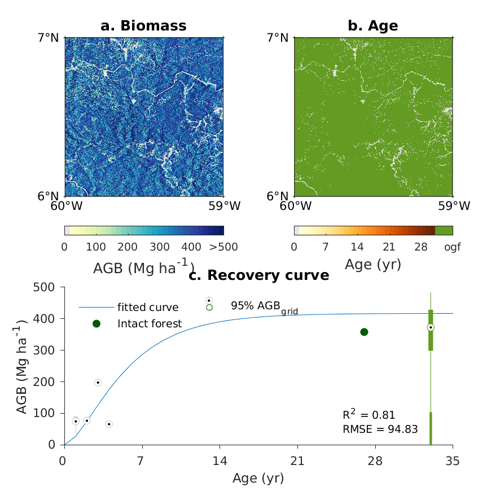 a. Biomass
b. Age
7°N
7°N
6°N
6°N
60°W
59°W
60°W
59°W
0 100 200 300 400 >500
0 7 14 21 28 ogf
AGB (Mg ha-1)
Age (yr)
c. Recovery curve
500
400
300
200
100
0
AGB (Mg ha-1)
fitted curve
Intact forest
95% AGBgrid
R2 = 0.81
RMSE = 94.83
0 7 14 21 28 35
Age (yr)